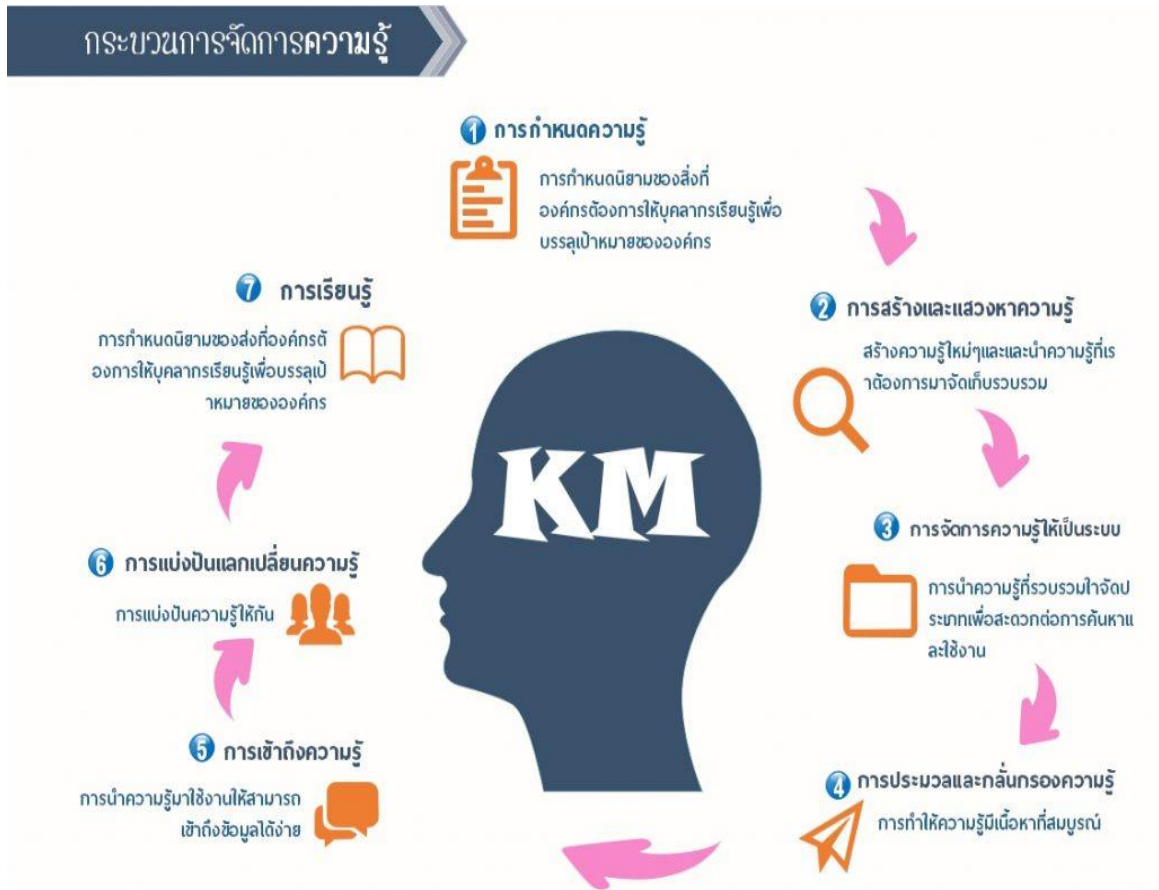 กระบวนการจัดการความรู้
1 การกำหนดความรู้
การกำหนดนิยามของสิ่งที่
องค์กรต้องการให้บุคลากรเรียนรู้เพื่อ
บรรลุเป้าหมายขององค์กร
2 การสร้างและแสวงหาความรู้
สร้างความรู้ใหม่ๆและและนำความรู้ที่เร
าต้องการมาจัดเก็บรวบรวม
3 การจัดการความรู้ให้เป็นระบบ
การนำความรู้ที่รวบรวมใาจัดป
ระเภทเพื่อสะดวกต่อการค้นหาแ
ละใช้งาน
4 การประมวลและกลั่นกรองความรู้
การทำให้ความรู้มีเนื้อหาที่สมบูรณ์
5 การเข้าถึงความรู้
การนำความรู้มาใช้งานให้สามารถ
เข้าถึงข้อมูลได้ง่าย
6 การแบ่งปันแลกเปลี่ยนความรู้
การแบ่งปันความรู้ให้กัน
7 การเรียนรู้
การกำหนดนิยามของส่งที่องค์กรต้
องการให้บุคลากรเรียนรู้เพื่อบรรลุเป้
าหมายขององค์กร
KM